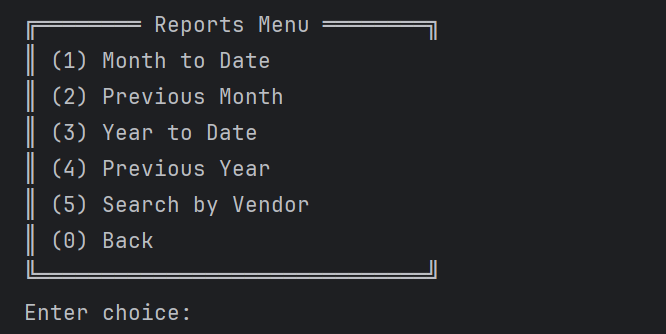 Reports Menu
(1) Month to Date
(2) Previous Month
(3) Year to Date
(4) Previous Year
(5) Search by Vendor
(0) Back
Enter choice: